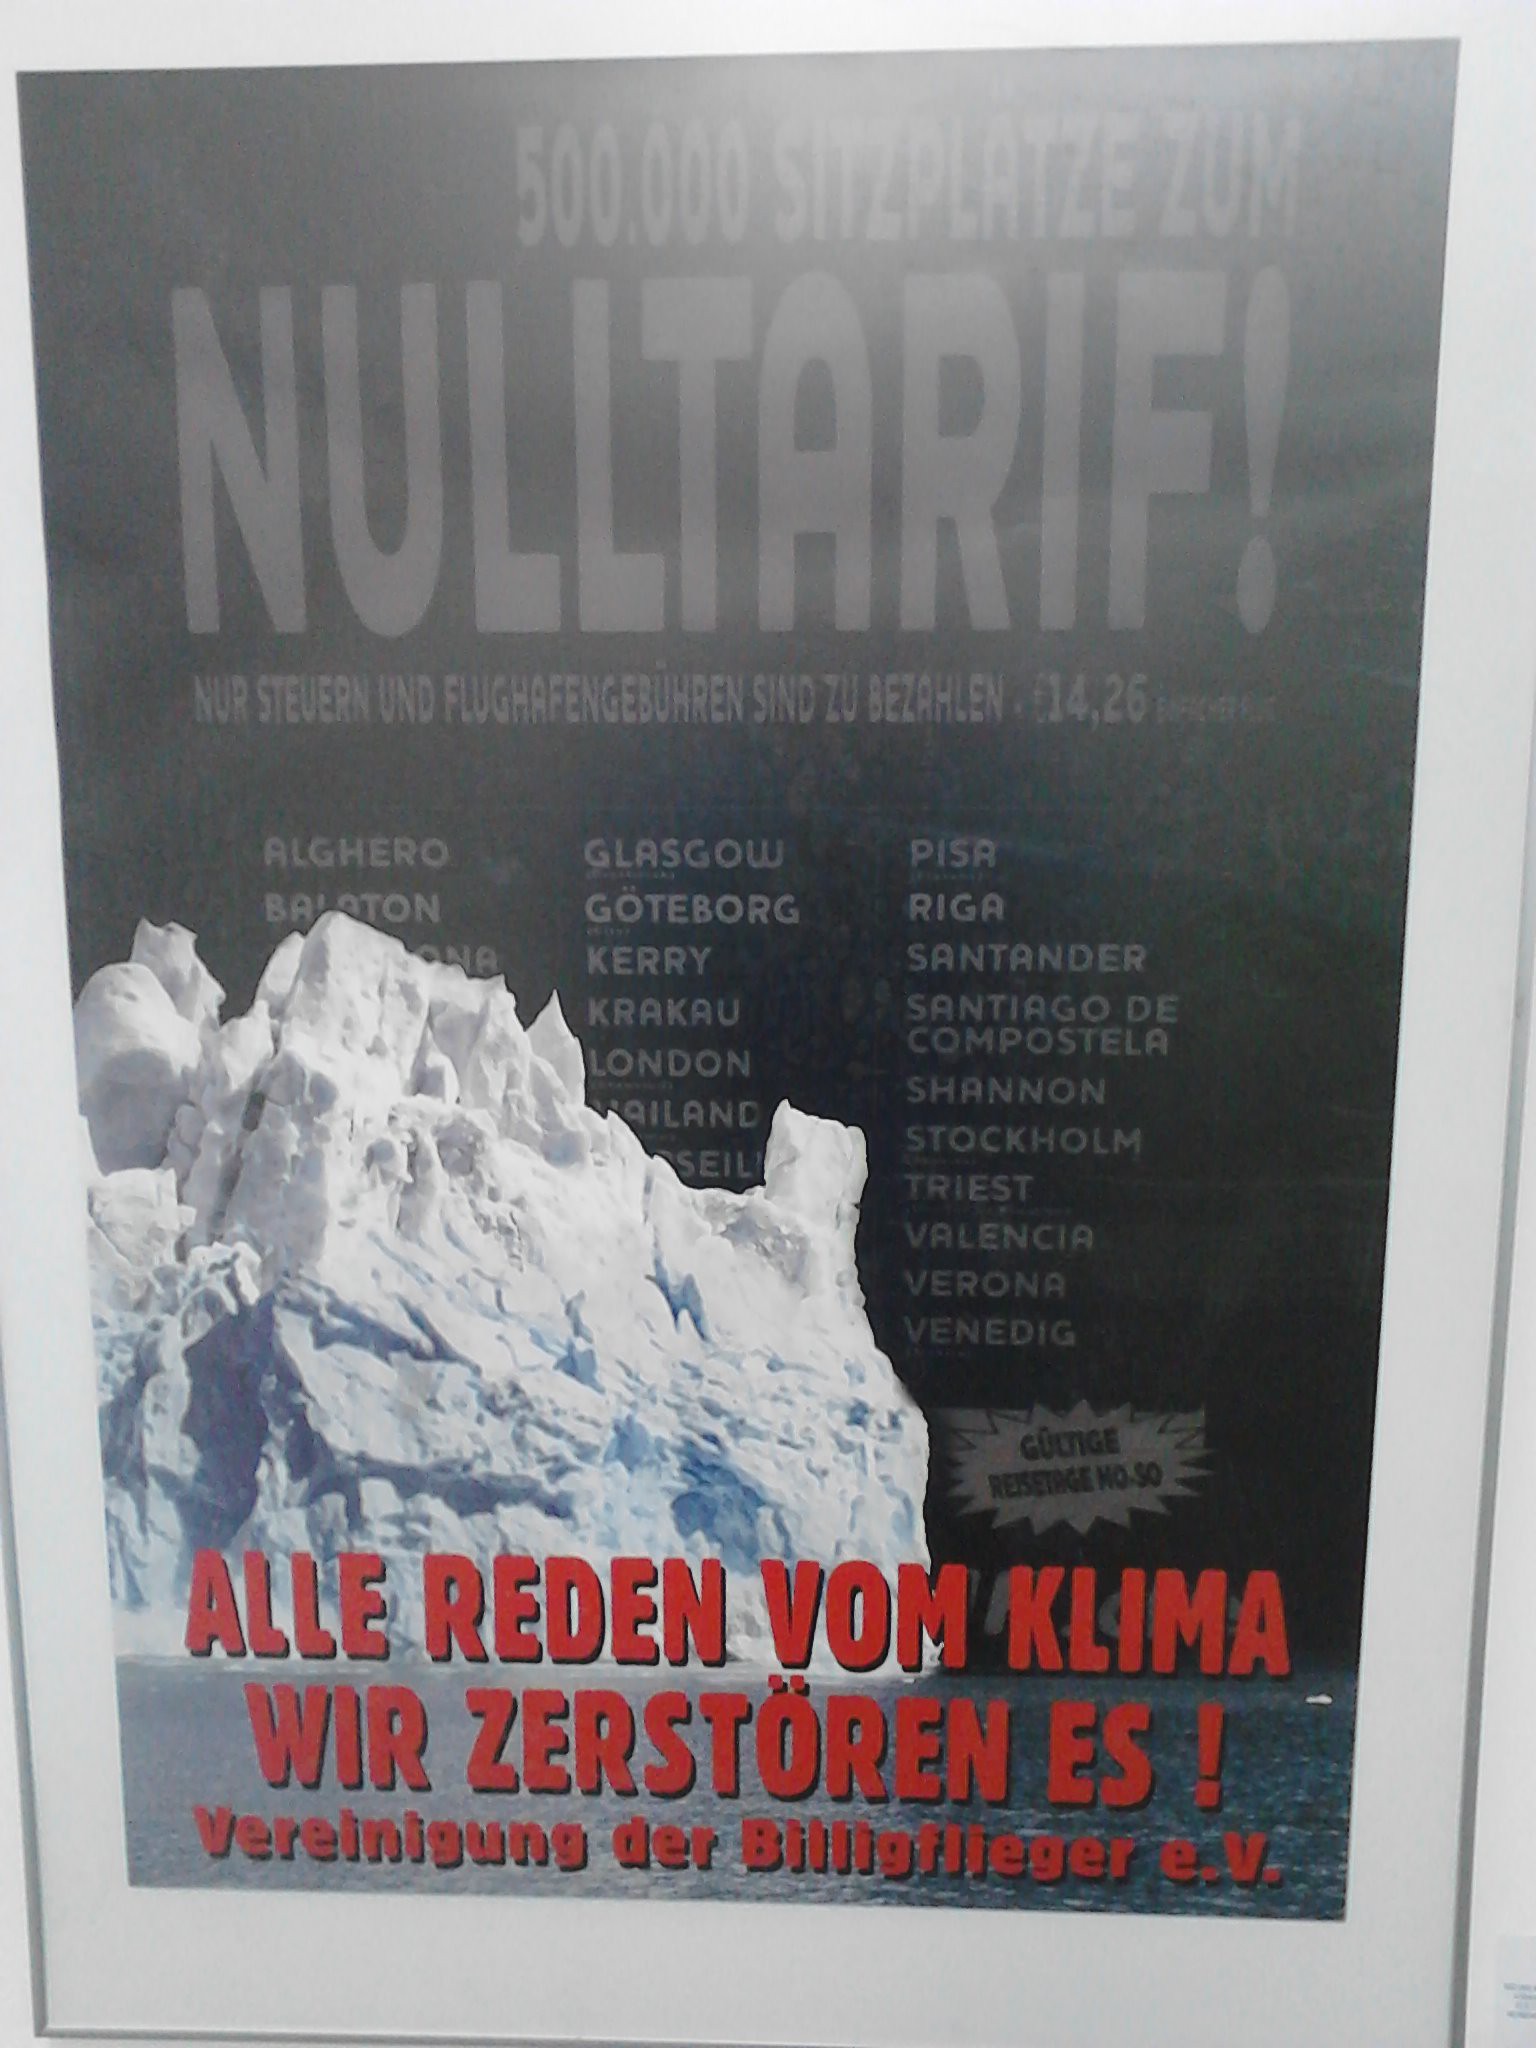 500.000 SITZPLÄTZE ZUM
NULLTARIF!
NUR STEUERN UND FLUGHAFENGEBÜHREN SIND ZU BEZAHLEN - €14,26
ALGHERO
BALATON
GLASGOW
GÖTEBORG
KERRY
KRAKAU
LONDON
MAILAND
PISA
RIGA
SANTANDER
SANTIAGO DE
COMPOSTELA
SHANNON
STOCKHOLM
TRIEST
VALENCIA
VERONA
VENEDIG
GÜLTIGE
REISETAGE MO-SO
ALLE REDEN VOM KLIMA
WIR ZERSTÖREN ES !
Vereinigung der Billigflieger e.V.